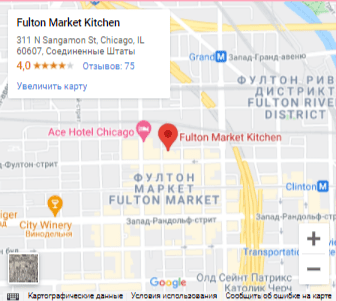 Fulton Market Kitchen
311 N Sangamon St, Chicago, IL
60607, Соединенные Штаты
4,0 ★★★★★ Отзывов: 75
Увеличить карту
Grand M
Запад-Гранд-авеню
ФУЛТОН РИВ
ДИСТРИКТ
FULTON RIVE
DISTRICT
Ace Hotel Chicago
Fulton Market Kitchen
д-Фултон-стрит
ФУЛТОН
МАРКЕТ
FULTON MARKET
Clinton M
Запад-Рандольф-стрит
Запад-Рандо
iger
City Winery
Винодельня
Transportation
Google
Олд Сейнт Патрикс
Католик Черч
Картографические данные Условия использования Сообщить об ошибке на карте